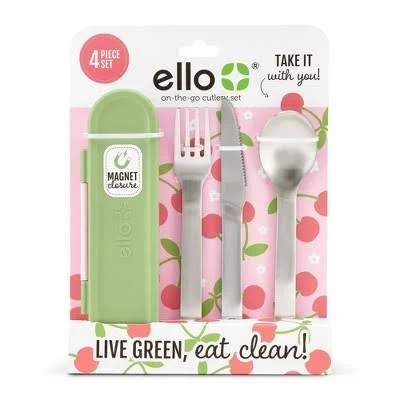 4 PIECE
SET
ello®
on-the-go cutlery set
TAKE IT
with you!
MAGNET
closure
ello
LIVE GREEN, eat clean!